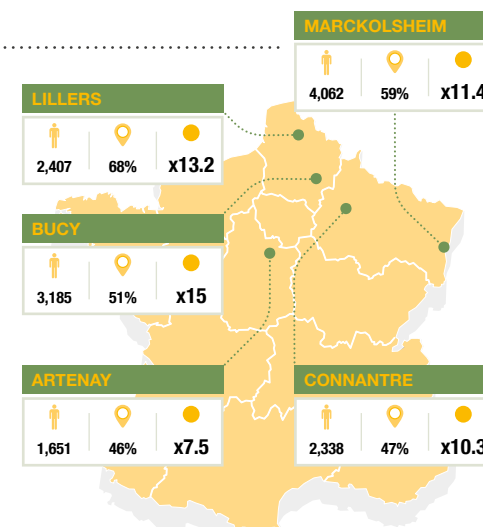 MARCKOLSHEIM
4,062 59% x11.4
LILLERS
2,407 68% x13.2
BUCY
3,185 51% x15
ARTENAY
1,651 46% x7.5
CONNANTRE
2,338 47% x10.3